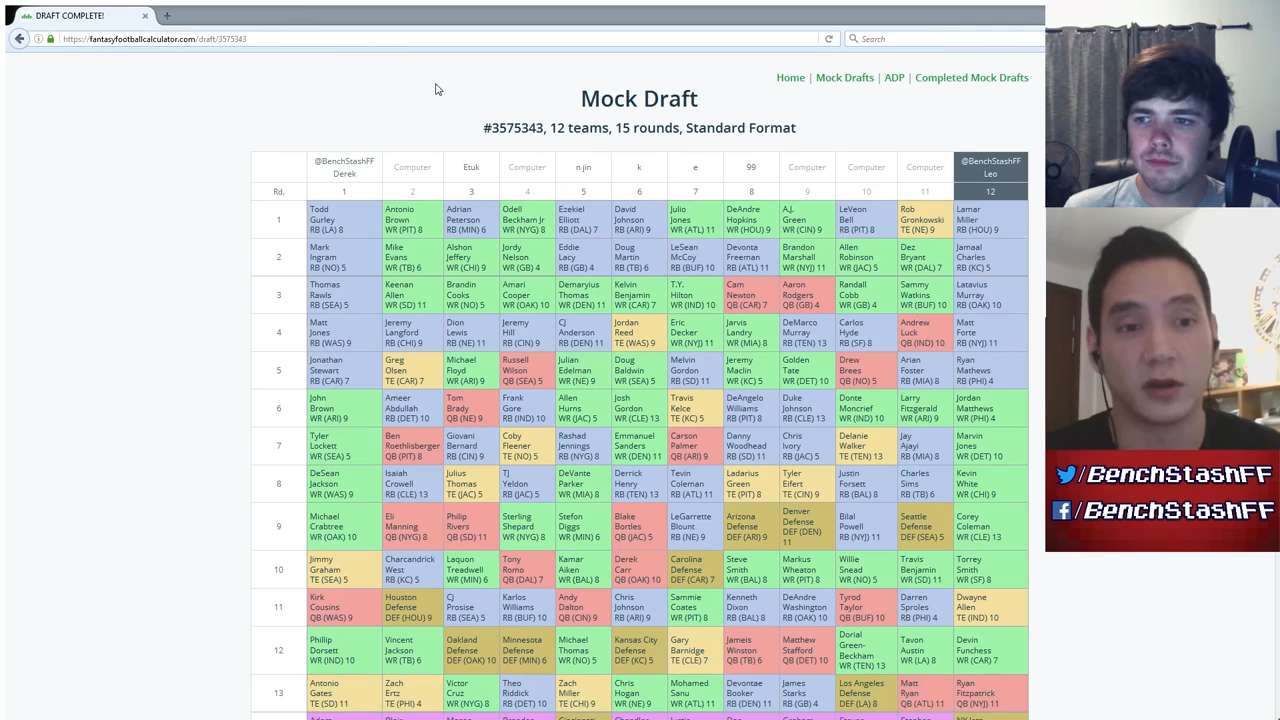 DRAFT COMPLETE!
https://fantasyfootballcalculator.com/draft/3575343
Search
Home | Mock Drafts | ADP | Completed Mock Drafts
Mock Draft
#3575343, 12 teams, 15 rounds, Standard Format
@BenchStashFF Derek Computer Etuk Computer n jin k e 99 Computer Computer Computer @BenchStashFF Leo
Rd. 1 2 3 4 5 6 7 8 9 10 11 12
1 Todd Gurley RB (LA) 8 Antonio Brown WR (PIT) 8 Adrian Peterson RB (MIN) 6 Odell Beckham Jr WR (NYG) 8 Ezekiel Elliott RB (DAL) 7 David Johnson RB (ARI) 9 Julio Jones WR (ATL) 11 DeAndre Hopkins WR (HOU) 9 A.J. Green WR (CIN) 9 LeVeon Bell RB (PIT) 8 Rob Gronkowski TE (NE) 9 Lamar Miller RB (HOU) 9
2 Mark Ingram RB (NO) 5 Mike Evans WR (TB) 6 Alshon Jeffery WR (CHI) 9 Jordy Nelson WR (GB) 4 Eddie Lacy RB (GB) 4 Doug Martin RB (TB) 6 LeSean McCoy RB (BUF) 10 Devonta Freeman RB (ATL) 11 Brandon Marshall WR (NYJ) 11 Allen Robinson WR (JAC) 5 Dez Bryant WR (DAL) 7 Jamaal Charles RB (KC) 5
3 Thomas Rawls RB (SEA) 5 Keenan Allen WR (SD) 11 Brandin Cooks WR (NO) 5 Amari Cooper WR (OAK) 10 Demaryius Thomas WR (DEN) 11 Kelvin Benjamin WR (CAR) 7 T.Y. Hilton WR (IND) 10 Cam Newton QB (CAR) 7 Aaron Rodgers QB (GB) 4 Randall Cobb WR (GB) 4 Sammy Watkins WR (BUF) 10 Latavius Murray RB (OAK) 10
4 Matt Jones RB (WAS) 9 Jeremy Langford RB (CHI) 9 Dion Lewis RB (NE) 11 Jeremy Hill RB (CIN) 9 CJ Anderson RB (DEN) 11 Jordan Reed TE (WAS) 9 Eric Decker WR (NYJ) 11 Jarvis Landry WR (MIA) 8 DeMarco Murray RB (TEN) 13 Carlos Hyde RB (SF) 8 Andrew Luck QB (IND) 10 Matt Forte RB (NYJ) 11
5 Jonathan Stewart RB (CAR) 7 Greg Olsen TE (CAR) 7 Michael Floyd WR (ARI) 9 Russell Wilson QB (SEA) 5 Julian Edelman WR (NE) 9 Doug Baldwin WR (SEA) 5 Melvin Gordon RB (SD) 11 Jeremy Maclin WR (KC) 5 Golden Tate WR (DET) 10 Drew Brees QB (NO) 5 Arian Foster RB (MIA) 8 Ryan Mathews RB (PHI) 4
6 John Brown WR (ARI) 9 Ameer Abdullah RB (DET) 10 Tom Brady QB (NE) 9 Frank Gore RB (IND) 10 Allen Hurns WR (JAC) 5 Josh Gordon WR (CLE) 13 Travis Kelce TE (KC) 5 DeAngelo Williams RB (PIT) 8 Duke Johnson RB (CLE) 13 Donte Moncrief WR (IND) 10 Larry Fitzgerald WR (ARI) 9 Jordan Matthews WR (PHI) 4
7 Tyler Lockett WR (SEA) 5 Ben Roethlisberger QB (PIT) 8 Giovani Bernard RB (CIN) 9 Coby Fleener TE (NO) 5 Rashad Jennings RB (NYG) 8 Emmanuel Sanders WR (DEN) 11 Carson Palmer QB (ARI) 9 Danny Woodhead RB (SD) 11 Chris Ivory RB (JAC) 5 Delanie Walker TE (TEN) 13 Jay Ajayi RB (MIA) 8 Marvin Jones WR (DET) 10
8 DeSean Jackson WR (WAS) 9 Isaiah Crowell RB (CLE) 13 Julius Thomas TE (JAC) 5 TJ Yeldon RB (JAC) 5 DeVante Parker WR (MIA) 8 Derrick Henry RB (TEN) 13 Tevin Coleman RB (ATL) 11 Ladarius Green TE (PIT) 8 Tyler Eifert TE (CIN) 9 Justin Forsett RB (BAL) 8 Charles Sims RB (TB) 6 Kevin White WR (CHI) 9
9 Michael Crabtree WR (OAK) 10 Eli Manning QB (NYG) 8 Philip Rivers QB (SD) 11 Sterling Shepard WR (NYG) 8 Stefon Diggs WR (MIN) 6 Blake Bortles QB (JAC) 5 LeGarrette Blount RB (NE) 9 Arizona Defense DEF (ARI) 9 Denver Defense DEF (DEN) 11 Bilal Powell RB (NYJ) 11 Seattle Defense DEF (SEA) 5 Corey Coleman WR (CLE) 13
10 Jimmy Graham TE (SEA) 5 Charcandrick West RB (KC) 5 Laquon Treadwell WR (MIN) 6 Tony Romo QB (DAL) 7 Kamar Aiken WR (BAL) 8 Derek Carr QB (OAK) 10 Carolina Defense DEF (CAR) 7 Steve Smith WR (BAL) 8 Markus Wheaton WR (PIT) 8 Willie Snead WR (NO) 5 Travis Benjamin WR (SD) 11 Torrey Smith WR (SF) 8
11 Kirk Cousins QB (WAS) 9 Houston Defense DEF (HOU) 9 CJ Prosise RB (SEA) 5 Karlos Williams RB (BUF) 10 Andy Dalton QB (CIN) 9 Chris Johnson RB (ARI) 9 Sammie Coates WR (PIT) 8 Kenneth Dixon RB (BAL) 8 DeAndre Washington RB (OAK) 10 Tyrod Taylor QB (BUF) 10 Darren Sproles RB (PHI) 4 Dwayne Allen TE (IND) 10
12 Phillip Dorsett WR (IND) 10 Vincent Jackson WR (TB) 6 Oakland Defense DEF (OAK) 10 Minnesota Defense DEF (MIN) 6 Michael Thomas WR (NO) 5 Kansas City Defense DEF (KC) 5 Gary Barnidge TE (CLE) 7 Jameis Winston QB (TB) 6 Matthew Stafford QB (DET) 10 Dorial Green-Beckham WR (TEN) 13 Tavon Austin WR (LA) 8 Devin Funchess WR (CAR) 7
13 Antonio Gates TE (SD) 11 Zach Ertz TE (PHI) 4 Victor Cruz WR (NYG) 8 Theo Riddick RB (DET) 10 Zach Miller TE (CHI) 9 Chris Hogan WR (NE) 9 Mohamed Sanu WR (ATL) 11 Devontae Booker RB (DEN) 11 James Starks RB (GB) 4 Los Angeles Defense DEF (LA) 8 Matt Ryan QB (ATL) 11 Ryan Fitzpatrick QB (NYJ) 11
/BenchStashFF
/BenchStashFF